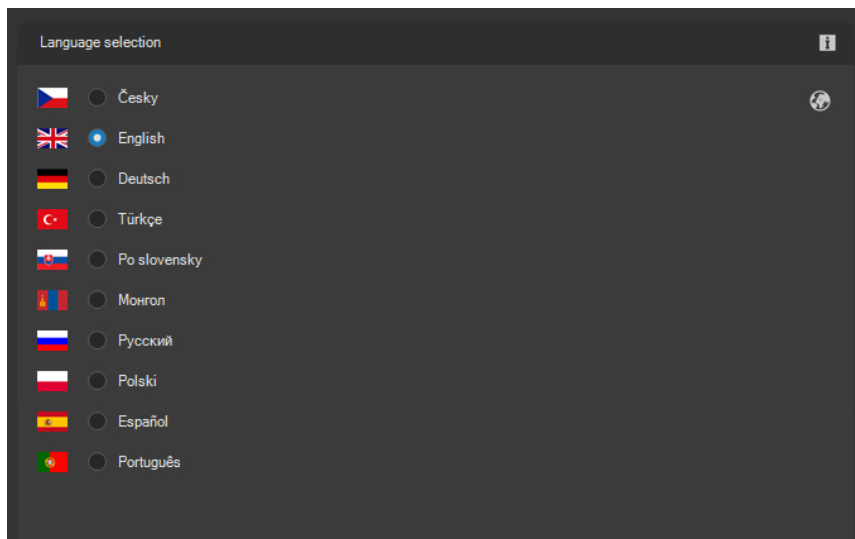 Language selection
Česky
English
Deutsch
Türkçe
Po slovensky
Монгол
Русский
Polski
Español
Português